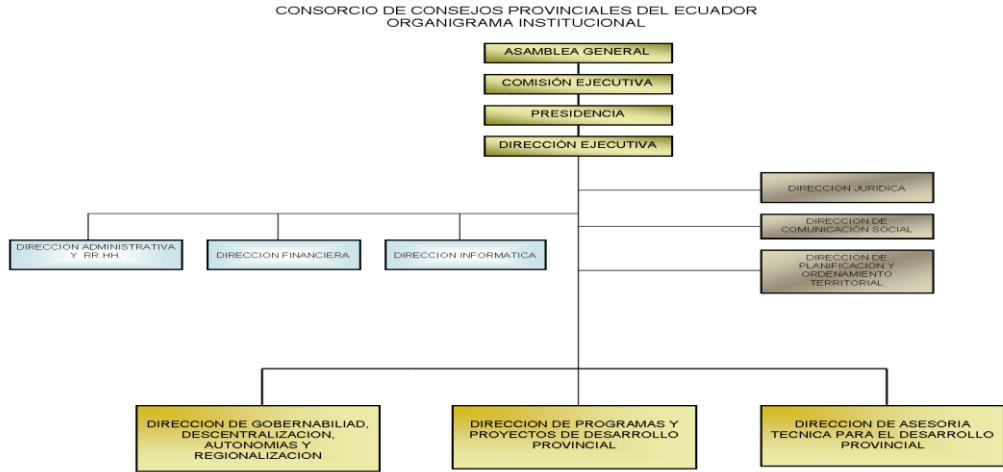 CONSORCIO DE CONSEJOS PROVINCIALES DEL ECUADOR
ORGANIGRAMA INSTITUCIONAL
ASAMBLEA GENERAL
COMISIÓN EJECUTIVA
PRESIDENCIA
DIRECCIÓN EJECUTIVA
DIRECCION JURIDICA
DIRECCION DE
COMUNICACIÓN SOCIAL
DIRECCION ADMINISTRATIVA
Y RR.HH.
DIRECCION FINANCIERA
DIRECCION INFORMATICA
DIRECCION DE
PLANIFICACION Y
ORDENAMIENTO
TERRITORIAL
DIRECCION DE GOBERNABILIAD,
DESCENTRALIZACION,
AUTONOMIAS Y
REGIONALIZACION
DIRECCION DE PROGRAMAS Y
PROYECTOS DE DESARROLLO
PROVINCIAL
DIRECCION DE ASESORIA
TECNICA PARA EL DESARROLLO
PROVINCIAL